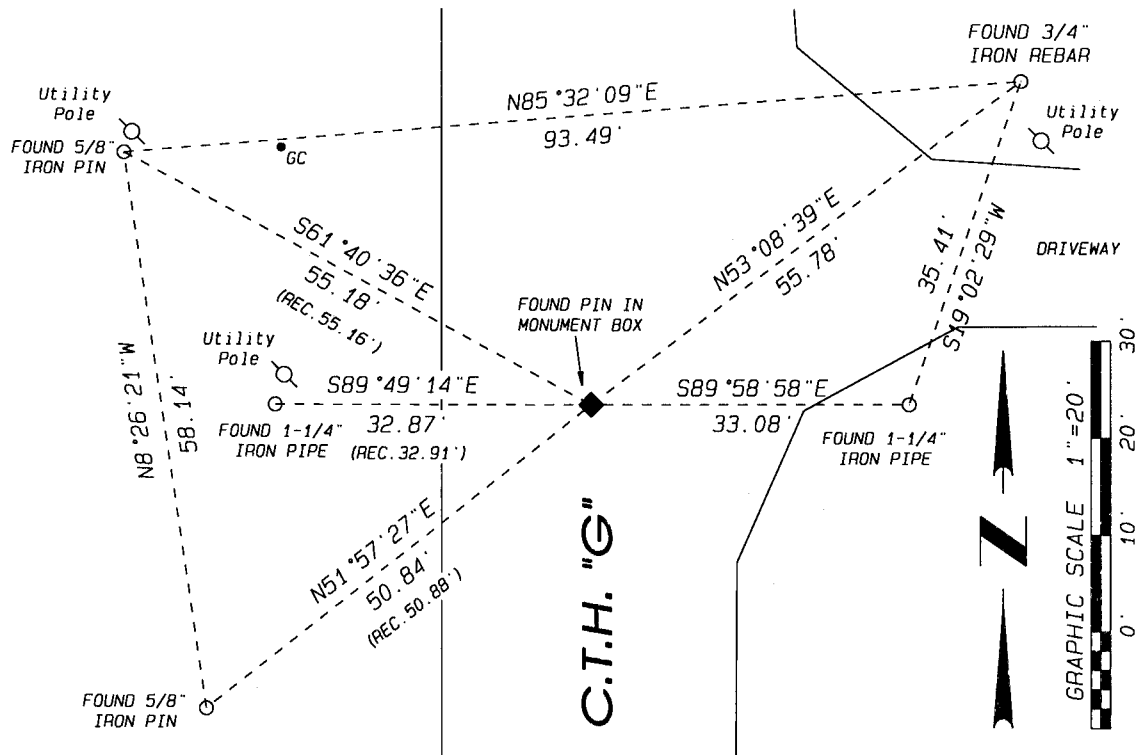 FOUND 3/4"
IRON REBAR
N85°32'09"E
93.49'
Utility
Pole
FOUND 5/8"
IRON PIN
GC
Utility
Pole
S61°40'36"E
55.18'
(REC.55.16')
N53°08'39"E
55.78'
35.41'
S19°02'29"W
DRIVEWAY
FOUND PIN IN
MONUMENT BOX
Utility
Pole
N8°26'21"W
58.14'
S89°49'14"E
32.87'
FOUND 1-1/4"
IRON PIPE
(REC.32.91')
S89°58'58"E
33.08'
FOUND 1-1/4"
IRON PIPE
N51°57'27"E
50.84'
(REC.50.88')
C.T.H. "G"
N
GRAPHIC SCALE 1"=20'
0' 10' 20' 30'
FOUND 5/8"
IRON PIN